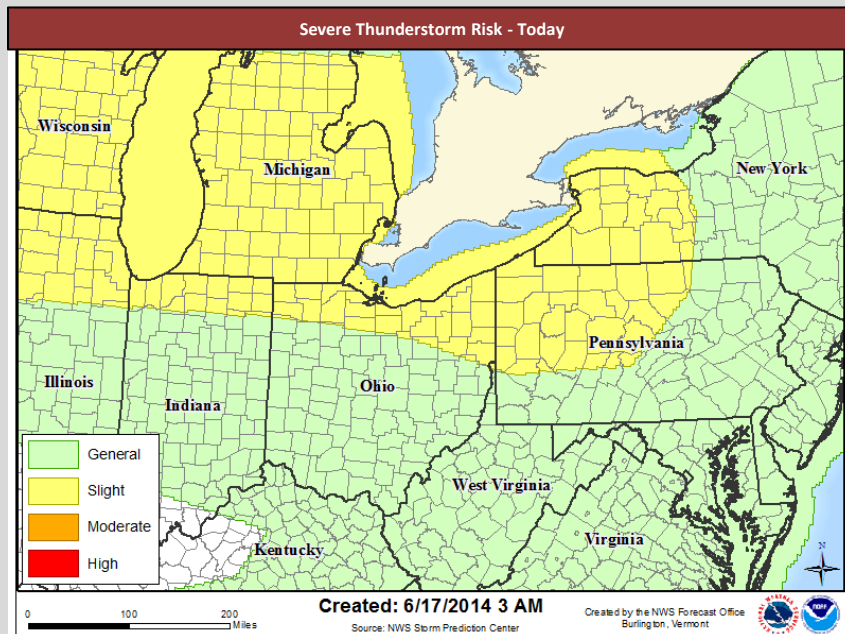 Severe Thunderstorm Risk - Today
Wisconsin
Michigan
New York
Pennsylvania
Illinois
Ohio
Indiana
General
Slight
Moderate
High
West Virginia
Kentucky
Virginia
N
0 100 200 Miles
Created: 6/17/2014 3 AM
Source: NWS Storm Prediction Center
Created by the NWS Forecast Office
Burlington, Vermont
NOAA